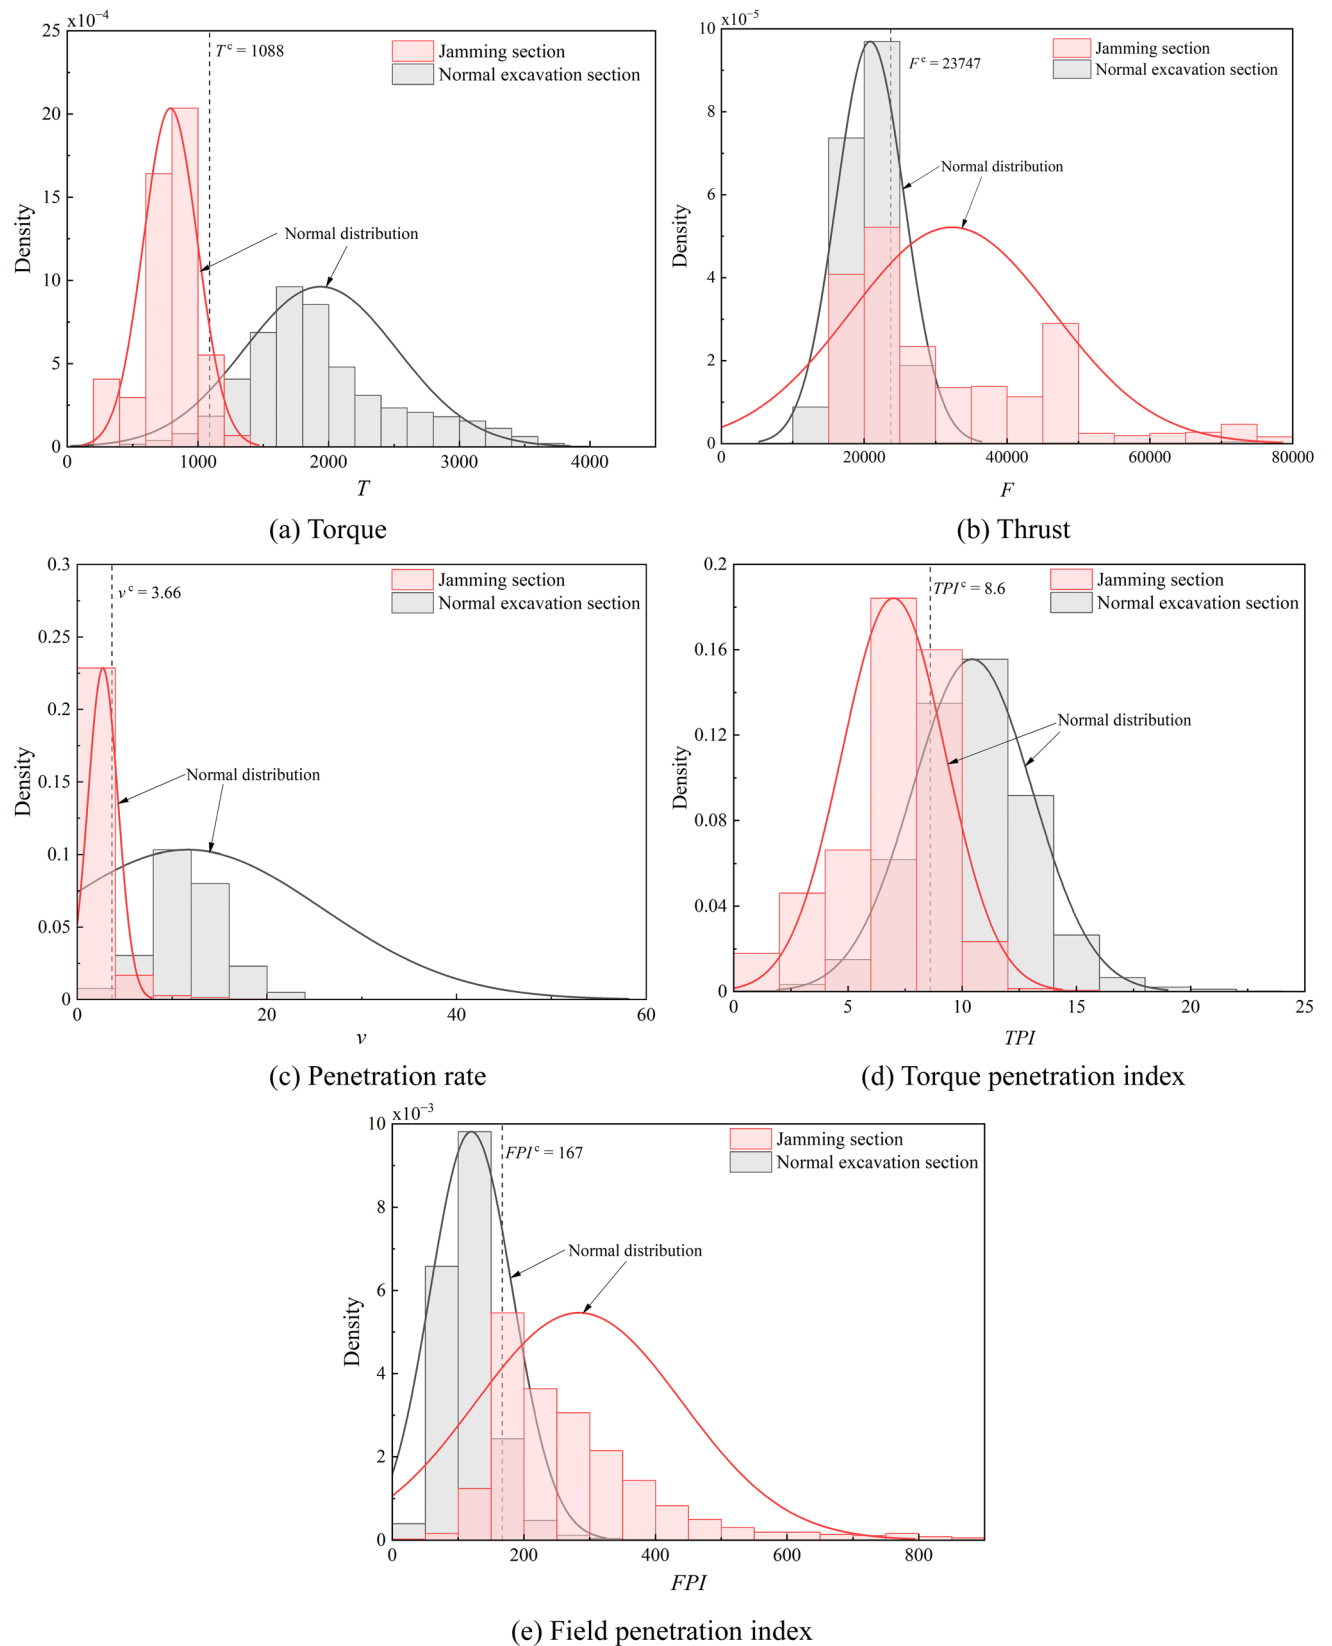 x10⁻⁴
25
20
15
10
5
0
Density
Tᶜ = 1088
Jamming section
Normal excavation section
Normal distribution
0 1000 2000 3000 4000
T
(a) Torque
x10⁻⁵
10
8
6
4
2
0
Density
Fᶜ = 23747
Jamming section
Normal excavation section
Normal distribution
0 20000 40000 60000 80000
F
(b) Thrust
0.3
0.25
0.2
0.15
0.1
0.05
0
Density
vᶜ = 3.66
Jamming section
Normal excavation section
Normal distribution
0 20 40 60
v
(c) Penetration rate
0.2
0.16
0.12
0.08
0.04
0
Density
TPIᶜ = 8.6
Jamming section
Normal excavation section
Normal distribution
0 5 10 15 20 25
TPI
(d) Torque penetration index
x10⁻³
10
8
6
4
2
0
Density
FPIᶜ = 167
Jamming section
Normal excavation section
Normal distribution
0 200 400 600 800
FPI
(e) Field penetration index